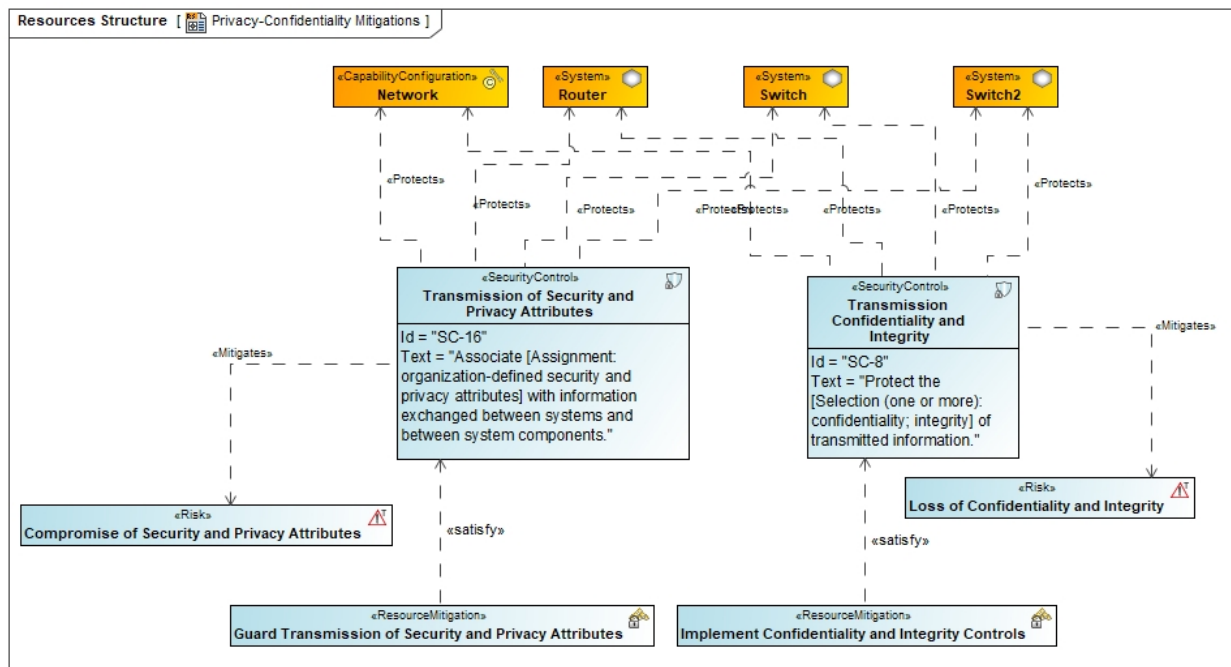 Resources Structure [ Privacy-Confidentiality Mitigations ]
«CapabilityConfiguration»
Network
«System»
Router
«System»
Switch
«System»
Switch2
«Protects»
«Protects»
«Protects»
«Protects»
«Protects»
«Protects»
«Protects»
«Protects»
«SecurityControl»
Transmission of Security and
Privacy Attributes
Id = "SC-16"
Text = "Associate [Assignment:
organization-defined security and
privacy attributes] with information
exchanged between systems and
between system components."
«SecurityControl»
Transmission
Confidentiality and
Integrity
Id = "SC-8"
Text = "Protect the
[Selection (one or more):
confidentiality; integrity] of
transmitted information."
«Mitigates»
«Mitigates»
«Risk»
Compromise of Security and Privacy Attributes
«Risk»
Loss of Confidentiality and Integrity
«satisfy»
«satisfy»
«ResourceMitigation»
Guard Transmission of Security and Privacy Attributes
«ResourceMitigation»
Implement Confidentiality and Integrity Controls